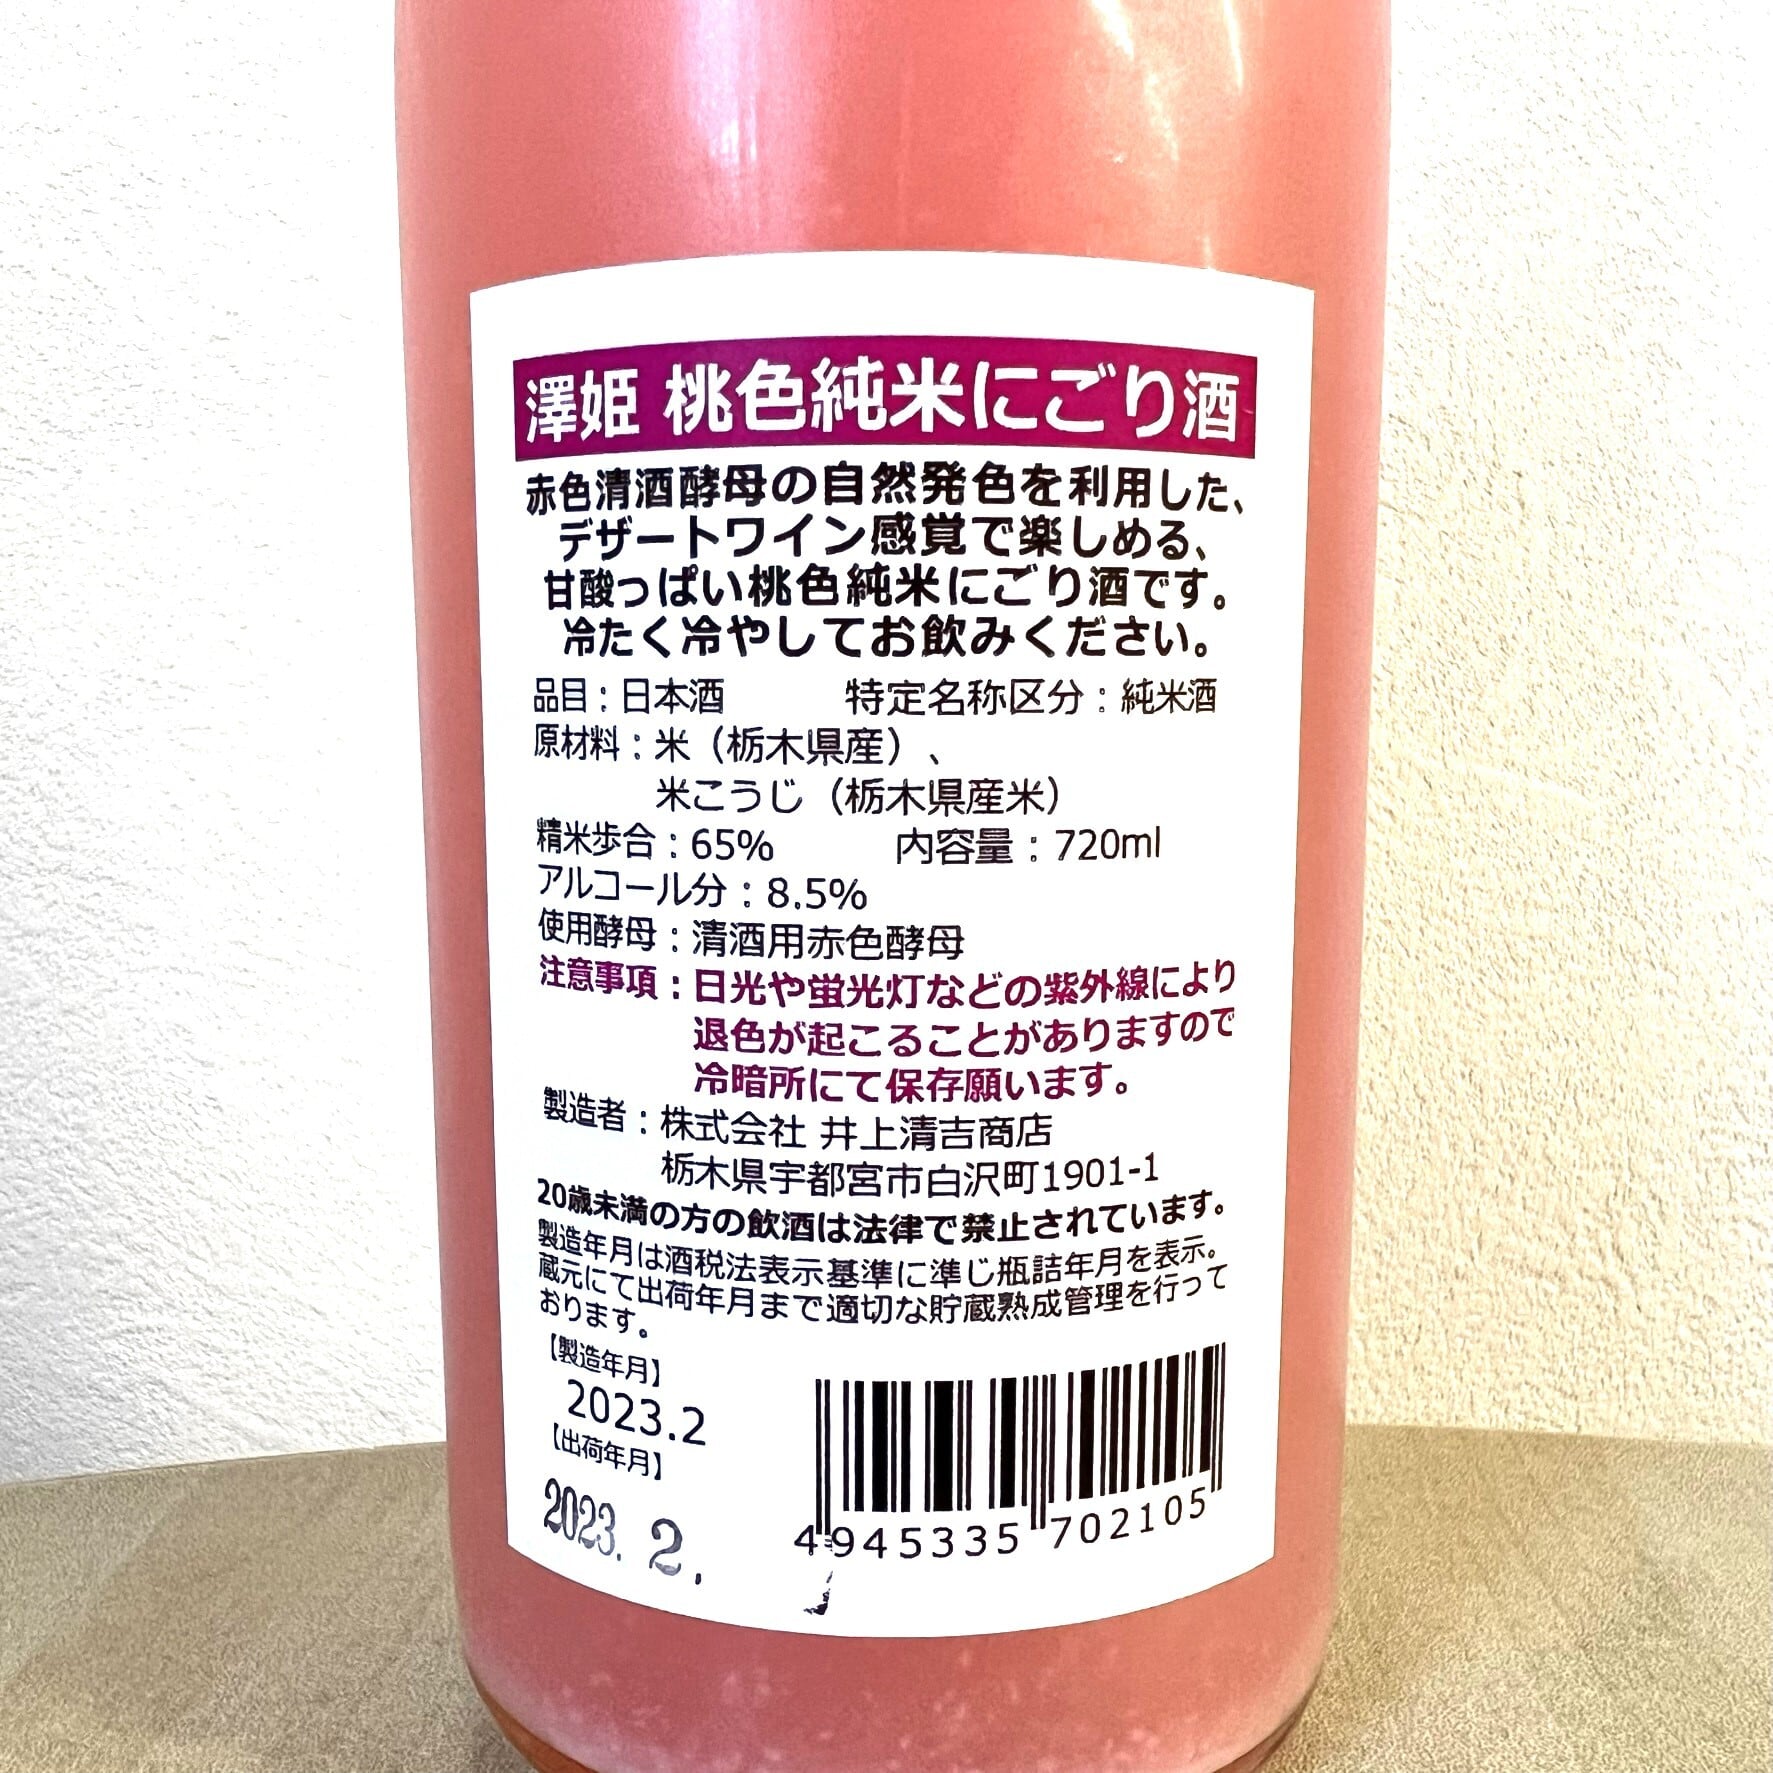 澤姫 桃色純米にごり酒
赤色清酒酵母の自然発色を利用した、
デザートワイン感覚で楽しめる、
甘酸っぱい桃色純米にごり酒です。
冷たく冷やしてお飲みください。
品目：日本酒 特定名称区分：純米酒
原材料：米（栃木県産）、
米こうじ（栃木県産米）
精米歩合：65% 内容量：720ml
アルコール分：8.5%
使用酵母：清酒用赤色酵母
注意事項：日光や蛍光灯などの紫外線により
退色が起こることがありますので
冷暗所にて保存願います。
製造者：株式会社 井上清吉商店
栃木県宇都宮市白沢町1901-1
20歳未満の方の飲酒は法律で禁止されています。
製造年月は酒税法表示基準に準じ瓶詰年月を表示。
蔵元にて出荷年月まで適切な貯蔵熟成管理を行って
おります。
【製造年月】
2023.2
【出荷年月】
2023. 2.
4 945335 702105